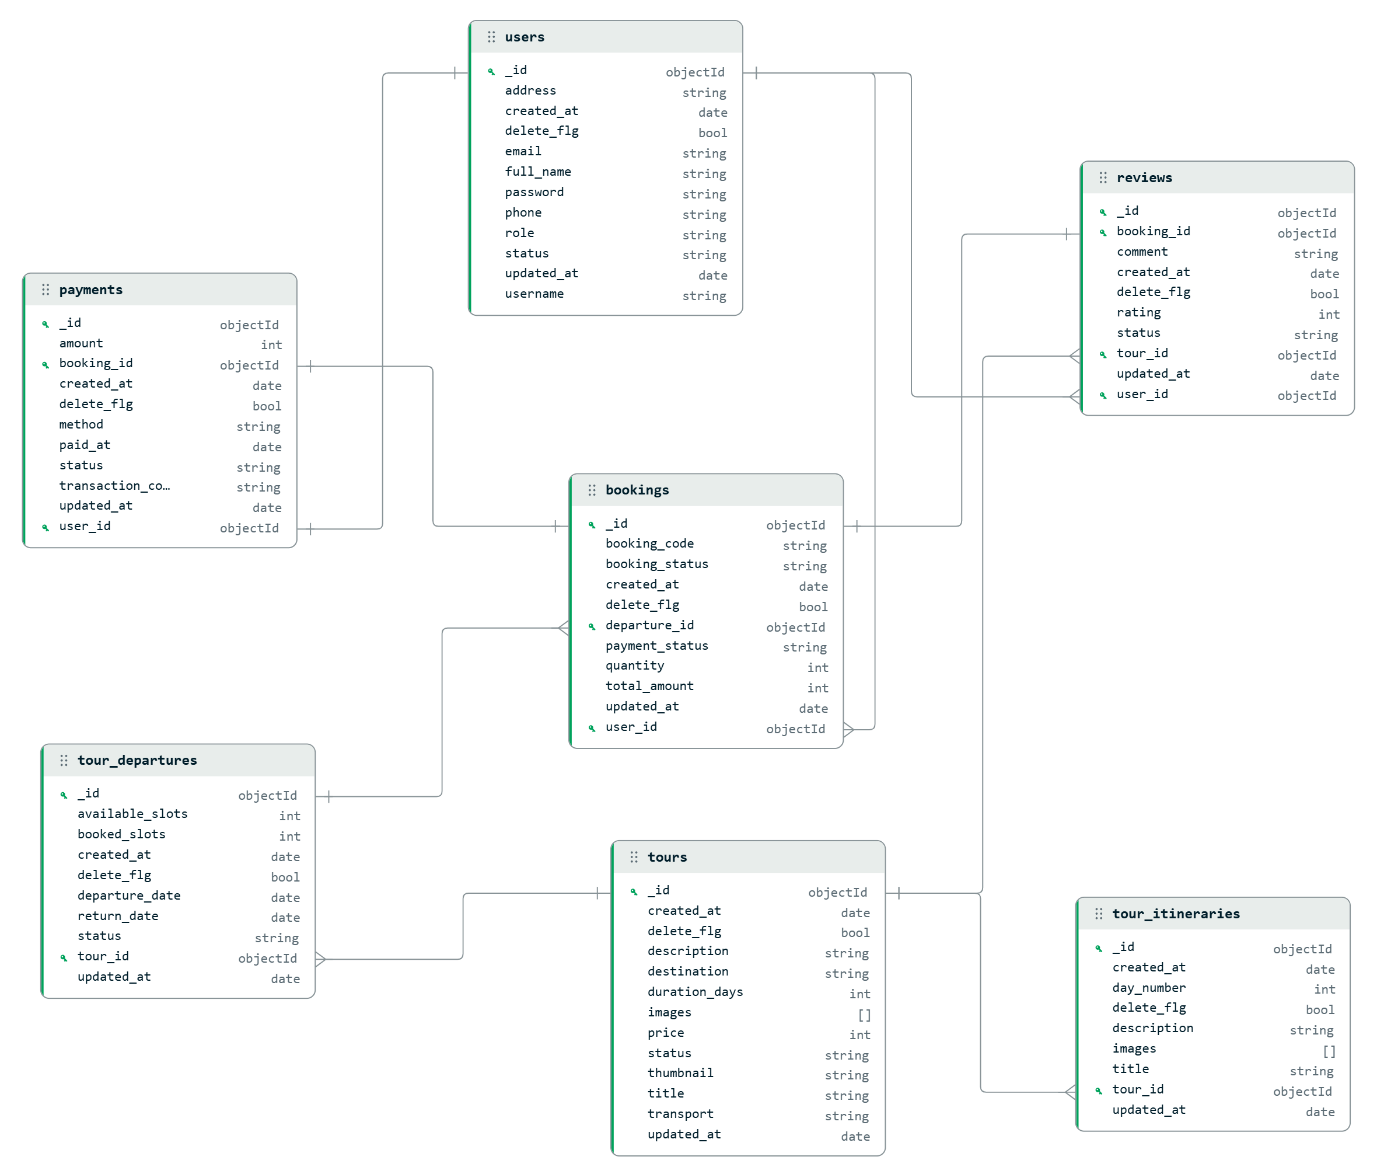 users
_id objectId
address string
created_at date
delete_flg bool
email string
full_name string
password string
phone string
role string
status string
updated_at date
username string
reviews
_id objectId
booking_id objectId
comment string
created_at date
delete_flg bool
rating int
status string
tour_id objectId
updated_at date
user_id objectId
payments
_id objectId
amount int
booking_id objectId
created_at date
delete_flg bool
method string
paid_at date
status string
transaction_co… string
updated_at date
user_id objectId
bookings
_id objectId
booking_code string
booking_status string
created_at date
delete_flg bool
departure_id objectId
payment_status string
quantity int
total_amount int
updated_at date
user_id objectId
tour_departures
_id objectId
available_slots int
booked_slots int
created_at date
delete_flg bool
departure_date date
return_date date
status string
tour_id objectId
updated_at date
tours
_id objectId
created_at date
delete_flg bool
description string
destination string
duration_days int
images []
price int
status string
thumbnail string
title string
transport string
updated_at date
tour_itineraries
_id objectId
created_at date
day_number int
delete_flg bool
description string
images []
title string
tour_id objectId
updated_at date